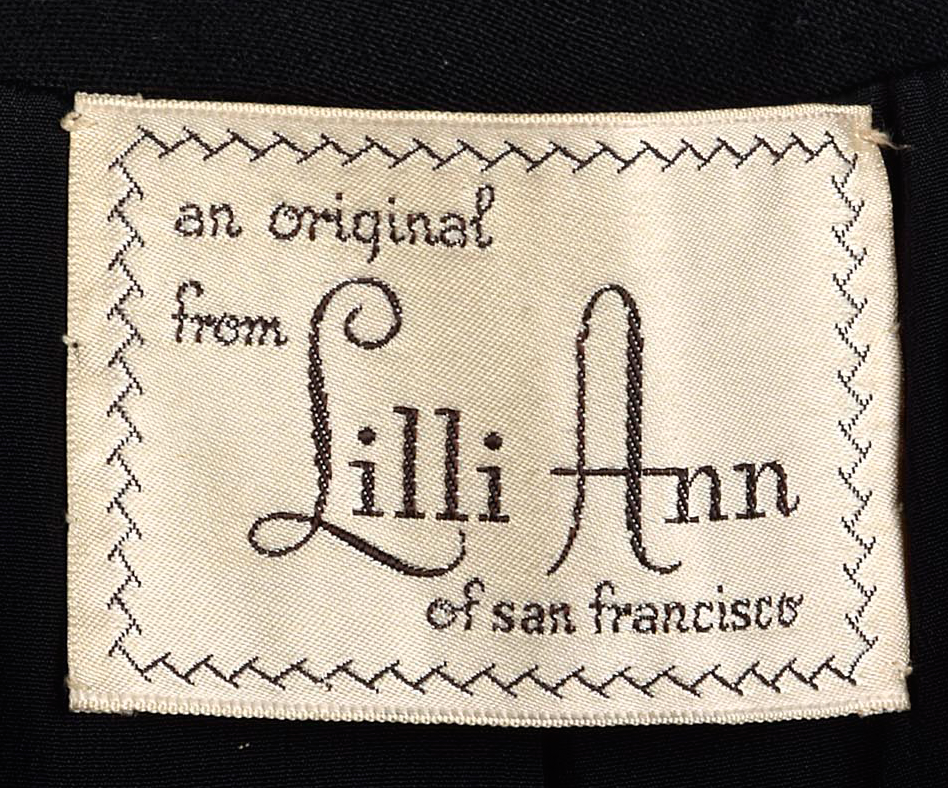 an original
from Lilli Ann
of san francisco